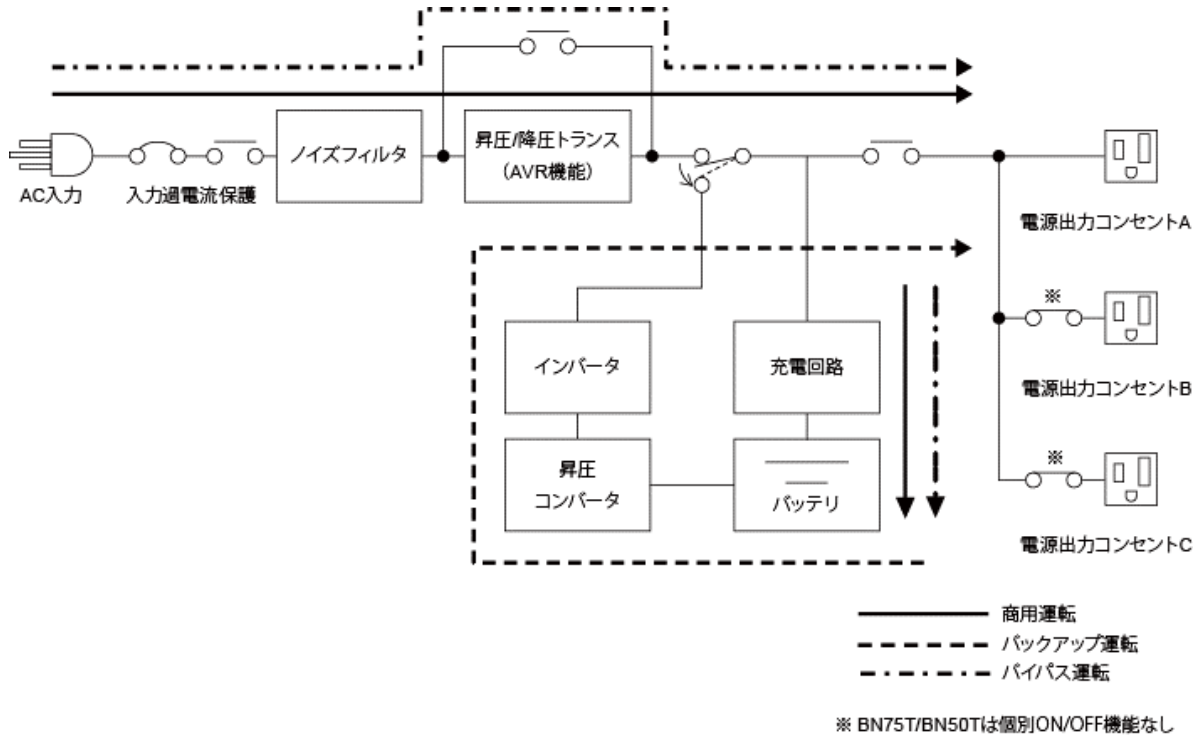 ノイズフィルタ
昇圧/降圧トランス
(AVR機能)
AC入力
入力過電流保護
電源出力コンセントA
※
インバータ
充電回路
電源出力コンセントB
昇圧
コンバータ
バッテリ
※
電源出力コンセントC
商用運転
バックアップ運転
バイパス運転
※ BN75T/BN50Tは個別ON/OFF機能なし